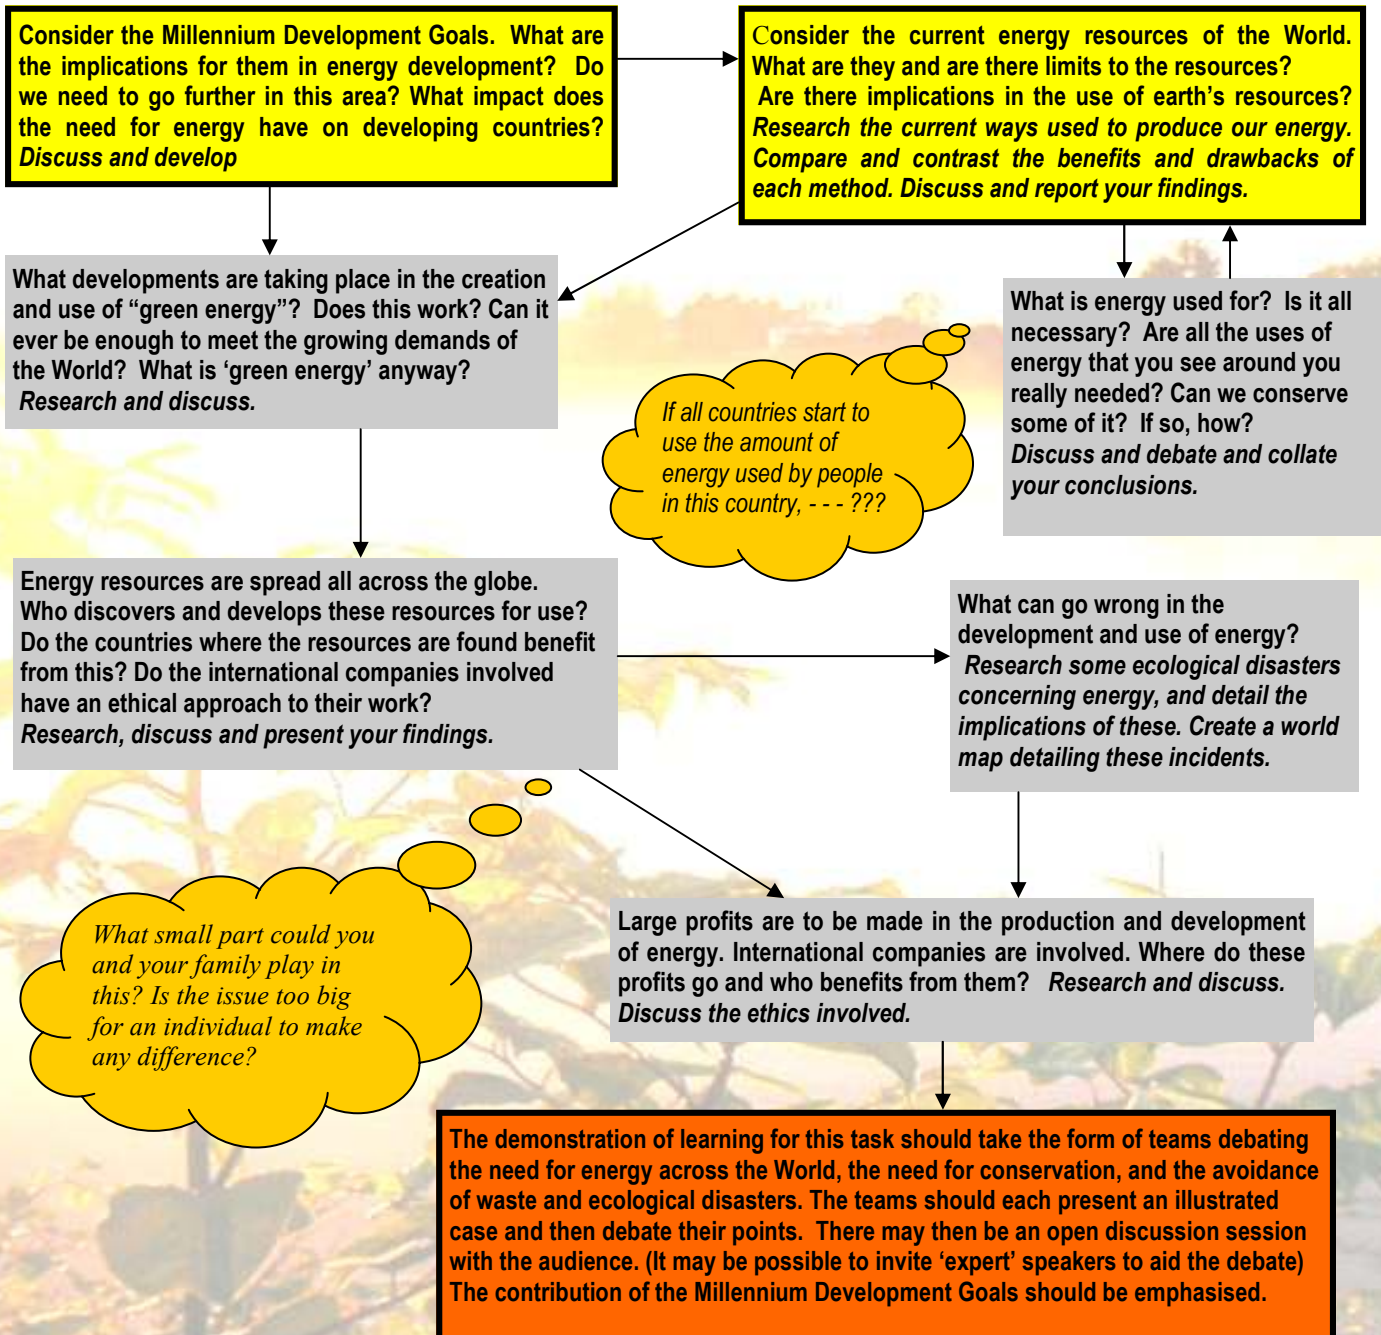 Consider the Millennium Development Goals. What are
the implications for them in energy development? Do
we need to go further in this area? What impact does
the need for energy have on developing countries?
Discuss and develop
Consider the current energy resources of the World.
What are they and are there limits to the resources?
Are there implications in the use of earth's resources?
Research the current ways used to produce our energy.
Compare and contrast the benefits and drawbacks of
each method. Discuss and report your findings.
What developments are taking place in the creation
and use of “green energy”? Does this work? Can it
ever be enough to meet the growing demands of
the World? What is ‘green energy’ anyway?
Research and discuss.
What is energy used for? Is it all
necessary? Are all the uses of
energy that you see around you
really needed? Can we conserve
some of it? If so, how?
Discuss and debate and collate
your conclusions.
If all countries start to
use the amount of
energy used by people
in this country, - - - ???
Energy resources are spread all across the globe.
Who discovers and develops these resources for use?
Do the countries where the resources are found benefit
from this? Do the international companies involved
have an ethical approach to their work?
Research, discuss and present your findings.
What can go wrong in the
development and use of energy?
Research some ecological disasters
concerning energy, and detail the
implications of these. Create a world
map detailing these incidents.
What small part could you
and your family play in
this? Is the issue too big
for an individual to make
any difference?
Large profits are to be made in the production and development
of energy. International companies are involved. Where do these
profits go and who benefits from them? Research and discuss.
Discuss the ethics involved.
The demonstration of learning for this task should take the form of teams debating
the need for energy across the World, the need for conservation, and the avoidance
of waste and ecological disasters. The teams should each present an illustrated
case and then debate their points. There may then be an open discussion session
with the audience. (It may be possible to invite ‘expert’ speakers to aid the debate)
The contribution of the Millennium Development Goals should be emphasised.